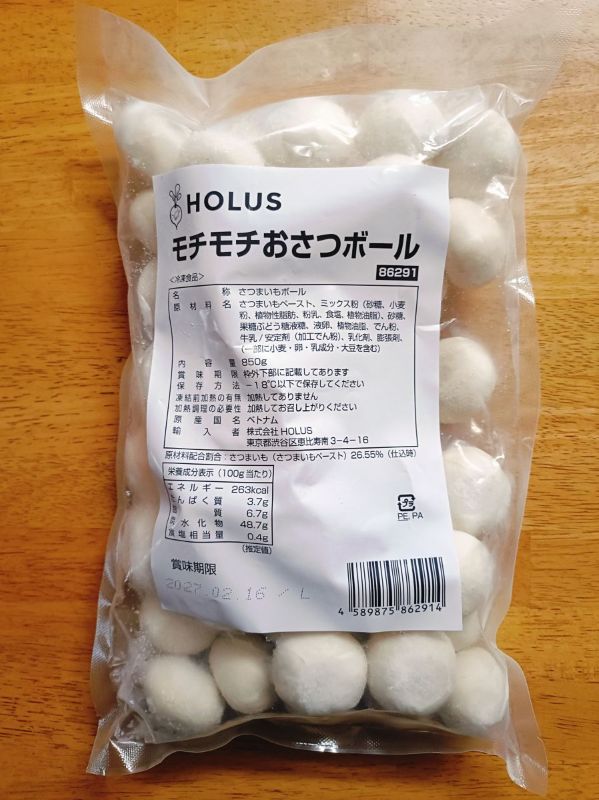 HOLUS
モチモチおさつボール
86291
<冷凍食品>
名 称 さつまいもボール
原材料名 さつまいもペースト、ミックス粉(砂糖、小麦
粉、植物性脂肪、粉乳、食塩、植物油脂)、砂糖、
果糖ぶどう糖液糖、液卵、植物油脂、でん粉、
牛乳/安定剤(加工でん粉)、乳化剤、膨張剤、
(一部に小麦・卵・乳成分・大豆を含む)
内容量 850g
賞味期限 枠外下部に記載してあります
保存方法 -18℃以下で保存してください
凍結前加熱の有無 加熱してありません
加熱調理の必要性 加熱してお召し上がりください
原産国名 ベトナム
輸入者 株式会社 HOLUS
東京都渋谷区恵比寿南3-4-16
原材料配合割合:さつまいも(さつまいもペースト) 26.55%(仕込時)
栄養成分表示(100g当たり)
エネルギー 263kcal
たんぱく質 3.7g
脂質 6.7g
炭水化物 48.7g
食塩相当量 0.4g
(推定値)
プラ
PE, PA
賞味期限
2027.02.16 / L
4 589875 862914